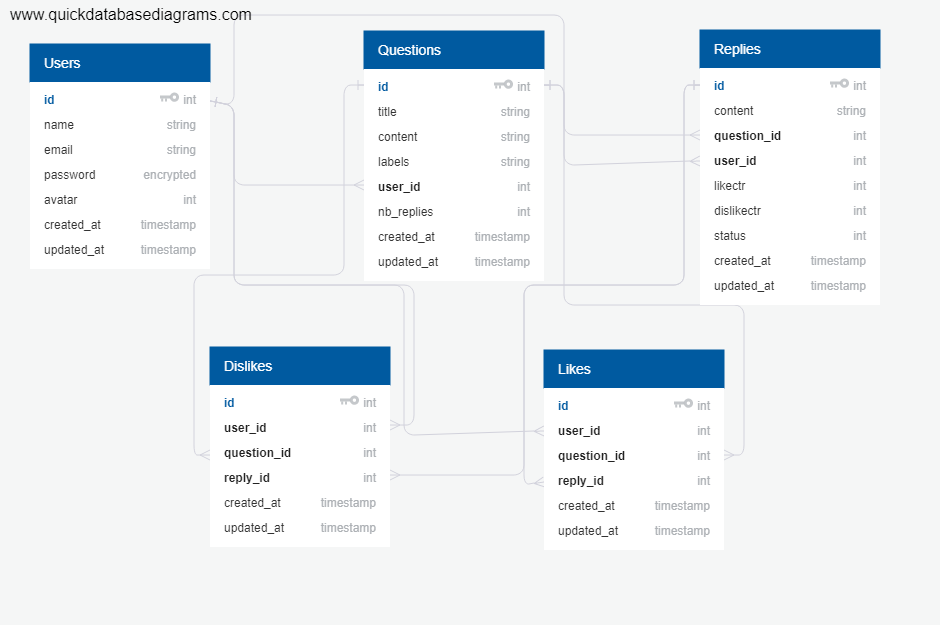 www.quickdatabasediagrams.com
Users
id int
name string
email string
password encrypted
avatar int
created_at timestamp
updated_at timestamp
Questions
id int
title string
content string
labels string
user_id int
nb_replies int
created_at timestamp
updated_at timestamp
Replies
id int
content string
question_id int
user_id int
likectr int
dislikectr int
status int
created_at timestamp
updated_at timestamp
Dislikes
id int
user_id int
question_id int
reply_id int
created_at timestamp
updated_at timestamp
Likes
id int
user_id int
question_id int
reply_id int
created_at timestamp
updated_at timestamp